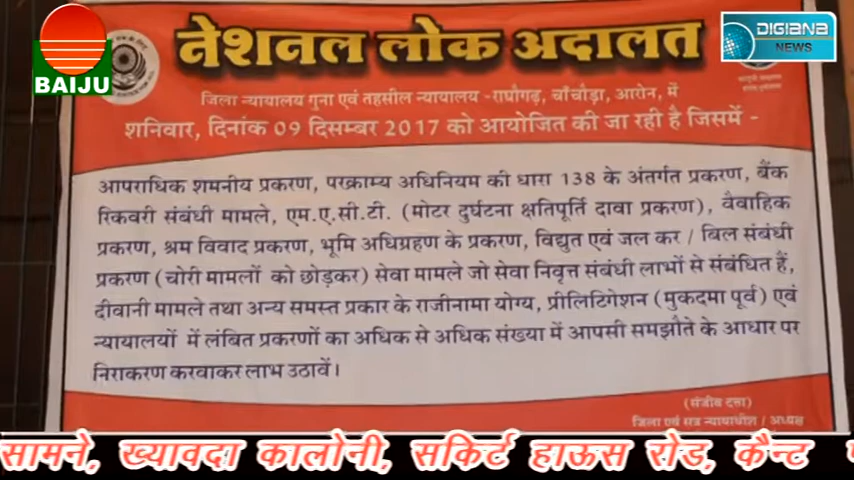 BAIJU
DIGIANA
NEWS
नेशनल लोक अदालत
जिला न्यायालय गुना एवं तहसील न्यायालय -राघौगढ़, चाँचौड़ा, आरोन, में
शनिवार, दिनांक 09 दिसम्बर 2017 को आयोजित की जा रही है जिसमें -
आपराधिक शमनीय प्रकरण, परक्राम्य अधिनियम की धारा 138 के अंतर्गत प्रकरण, बैंक
रिकवरी संबंधी मामले, एम.ए.सी.टी. (मोटर दुर्घटना क्षतिपूर्ति दावा प्रकरण), वैवाहिक
प्रकरण, श्रम विवाद प्रकरण, भूमि अधिग्रहण के प्रकरण, विद्युत एवं जल कर / बिल संबंधी
प्रकरण (चोरी मामलों को छोड़कर) सेवा मामले जो सेवा निवृत्त संबंधी लाभों से संबंधित हैं,
दीवानी मामले तथा अन्य समस्त प्रकार के राजीनामा योग्य, प्रीलिटिगेशन (मुकदमा पूर्व) एवं
न्यायालयों में लंबित प्रकरणों का अधिक से अधिक संख्या में आपसी समझौते के आधार पर
निराकरण करवाकर लाभ उठावें।
(संजीव दत्ता)
जिला एवं सत्र न्यायाधीश / अध्यक्ष
सामने, ख्यावदा कालोनी, सर्किट हाऊस रोड, कैन्ट